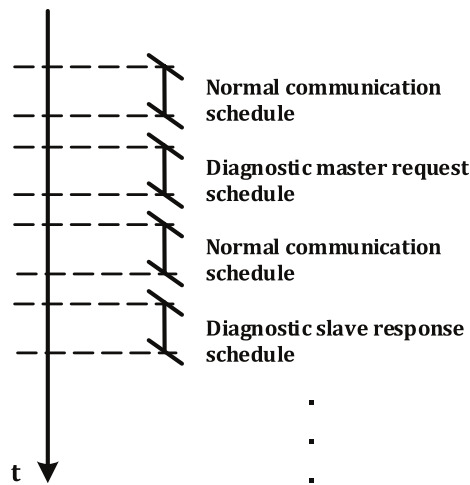 Normal communication
schedule
Diagnostic master request
schedule
Normal communication
schedule
Diagnostic slave response
schedule
.
.
t
.